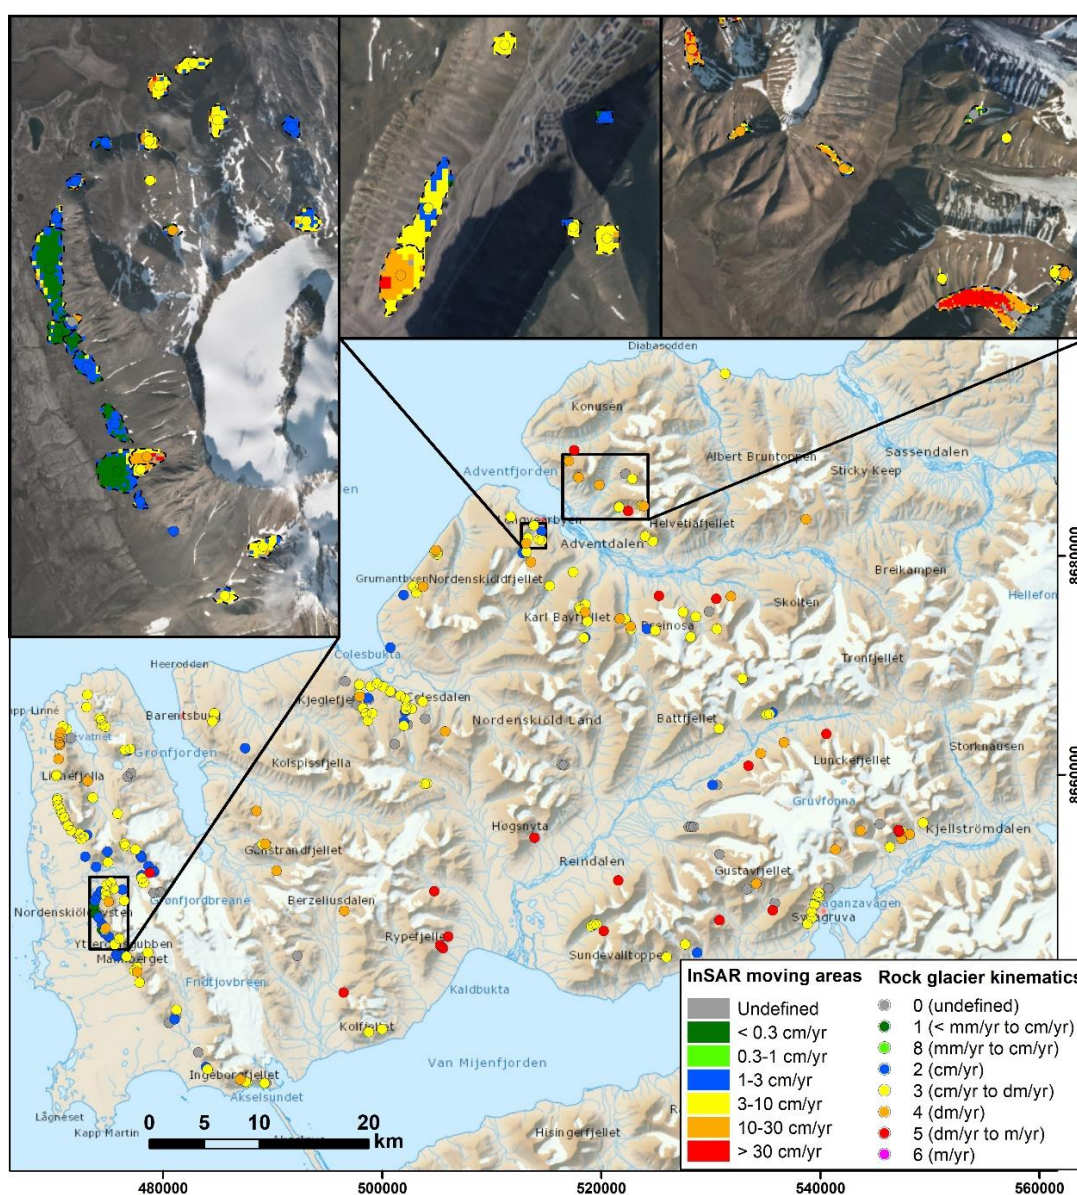 Diabasodden
Konusen
Sassendalen
Albert Bruntoppen
Sticky Keep
Adventfjorden
Helvetiafjellet
Adventdalen
8680000
Breikampen
Grumantbyen
Nordenskiöldfjellet
Hellefon
Skolten
Karl Bayfjellet
Breinosa
Colesbukta
Tronfjellet
Heerodden
Kjeglefjellet
Colesdalen
Barentsburg
Nordenskiöld Land
Battfjellet
Grønfjorden
Storknausen
Kolspissfjella
Lunckefjellet
8660000
Linnéfjella
Gruvfonna
Høgsnyta
Kjellströmdalen
Reindalen
Gustavfjellet
Grønfjordbreane
Berzeliusdalen
Rypefjellet
Sundevalltoppen
Fridtjovbreen
Kaldbukta
Kolfjellet
Van Mijenfjorden
Ingeborgfjellet
Akselsundet
Lågneset
Kapp Martin
Hisingerfjellet
0 5 10 20
km
InSAR moving areas
Undefined
< 0.3 cm/yr
0.3-1 cm/yr
1-3 cm/yr
3-10 cm/yr
10-30 cm/yr
> 30 cm/yr
Rock glacier kinematics
0 (undefined)
1 (< mm/yr to cm/yr)
8 (mm/yr to cm/yr)
2 (cm/yr)
3 (cm/yr to dm/yr)
4 (dm/yr)
5 (dm/yr to m/yr)
6 (m/yr)
480000 500000 520000 540000 560000